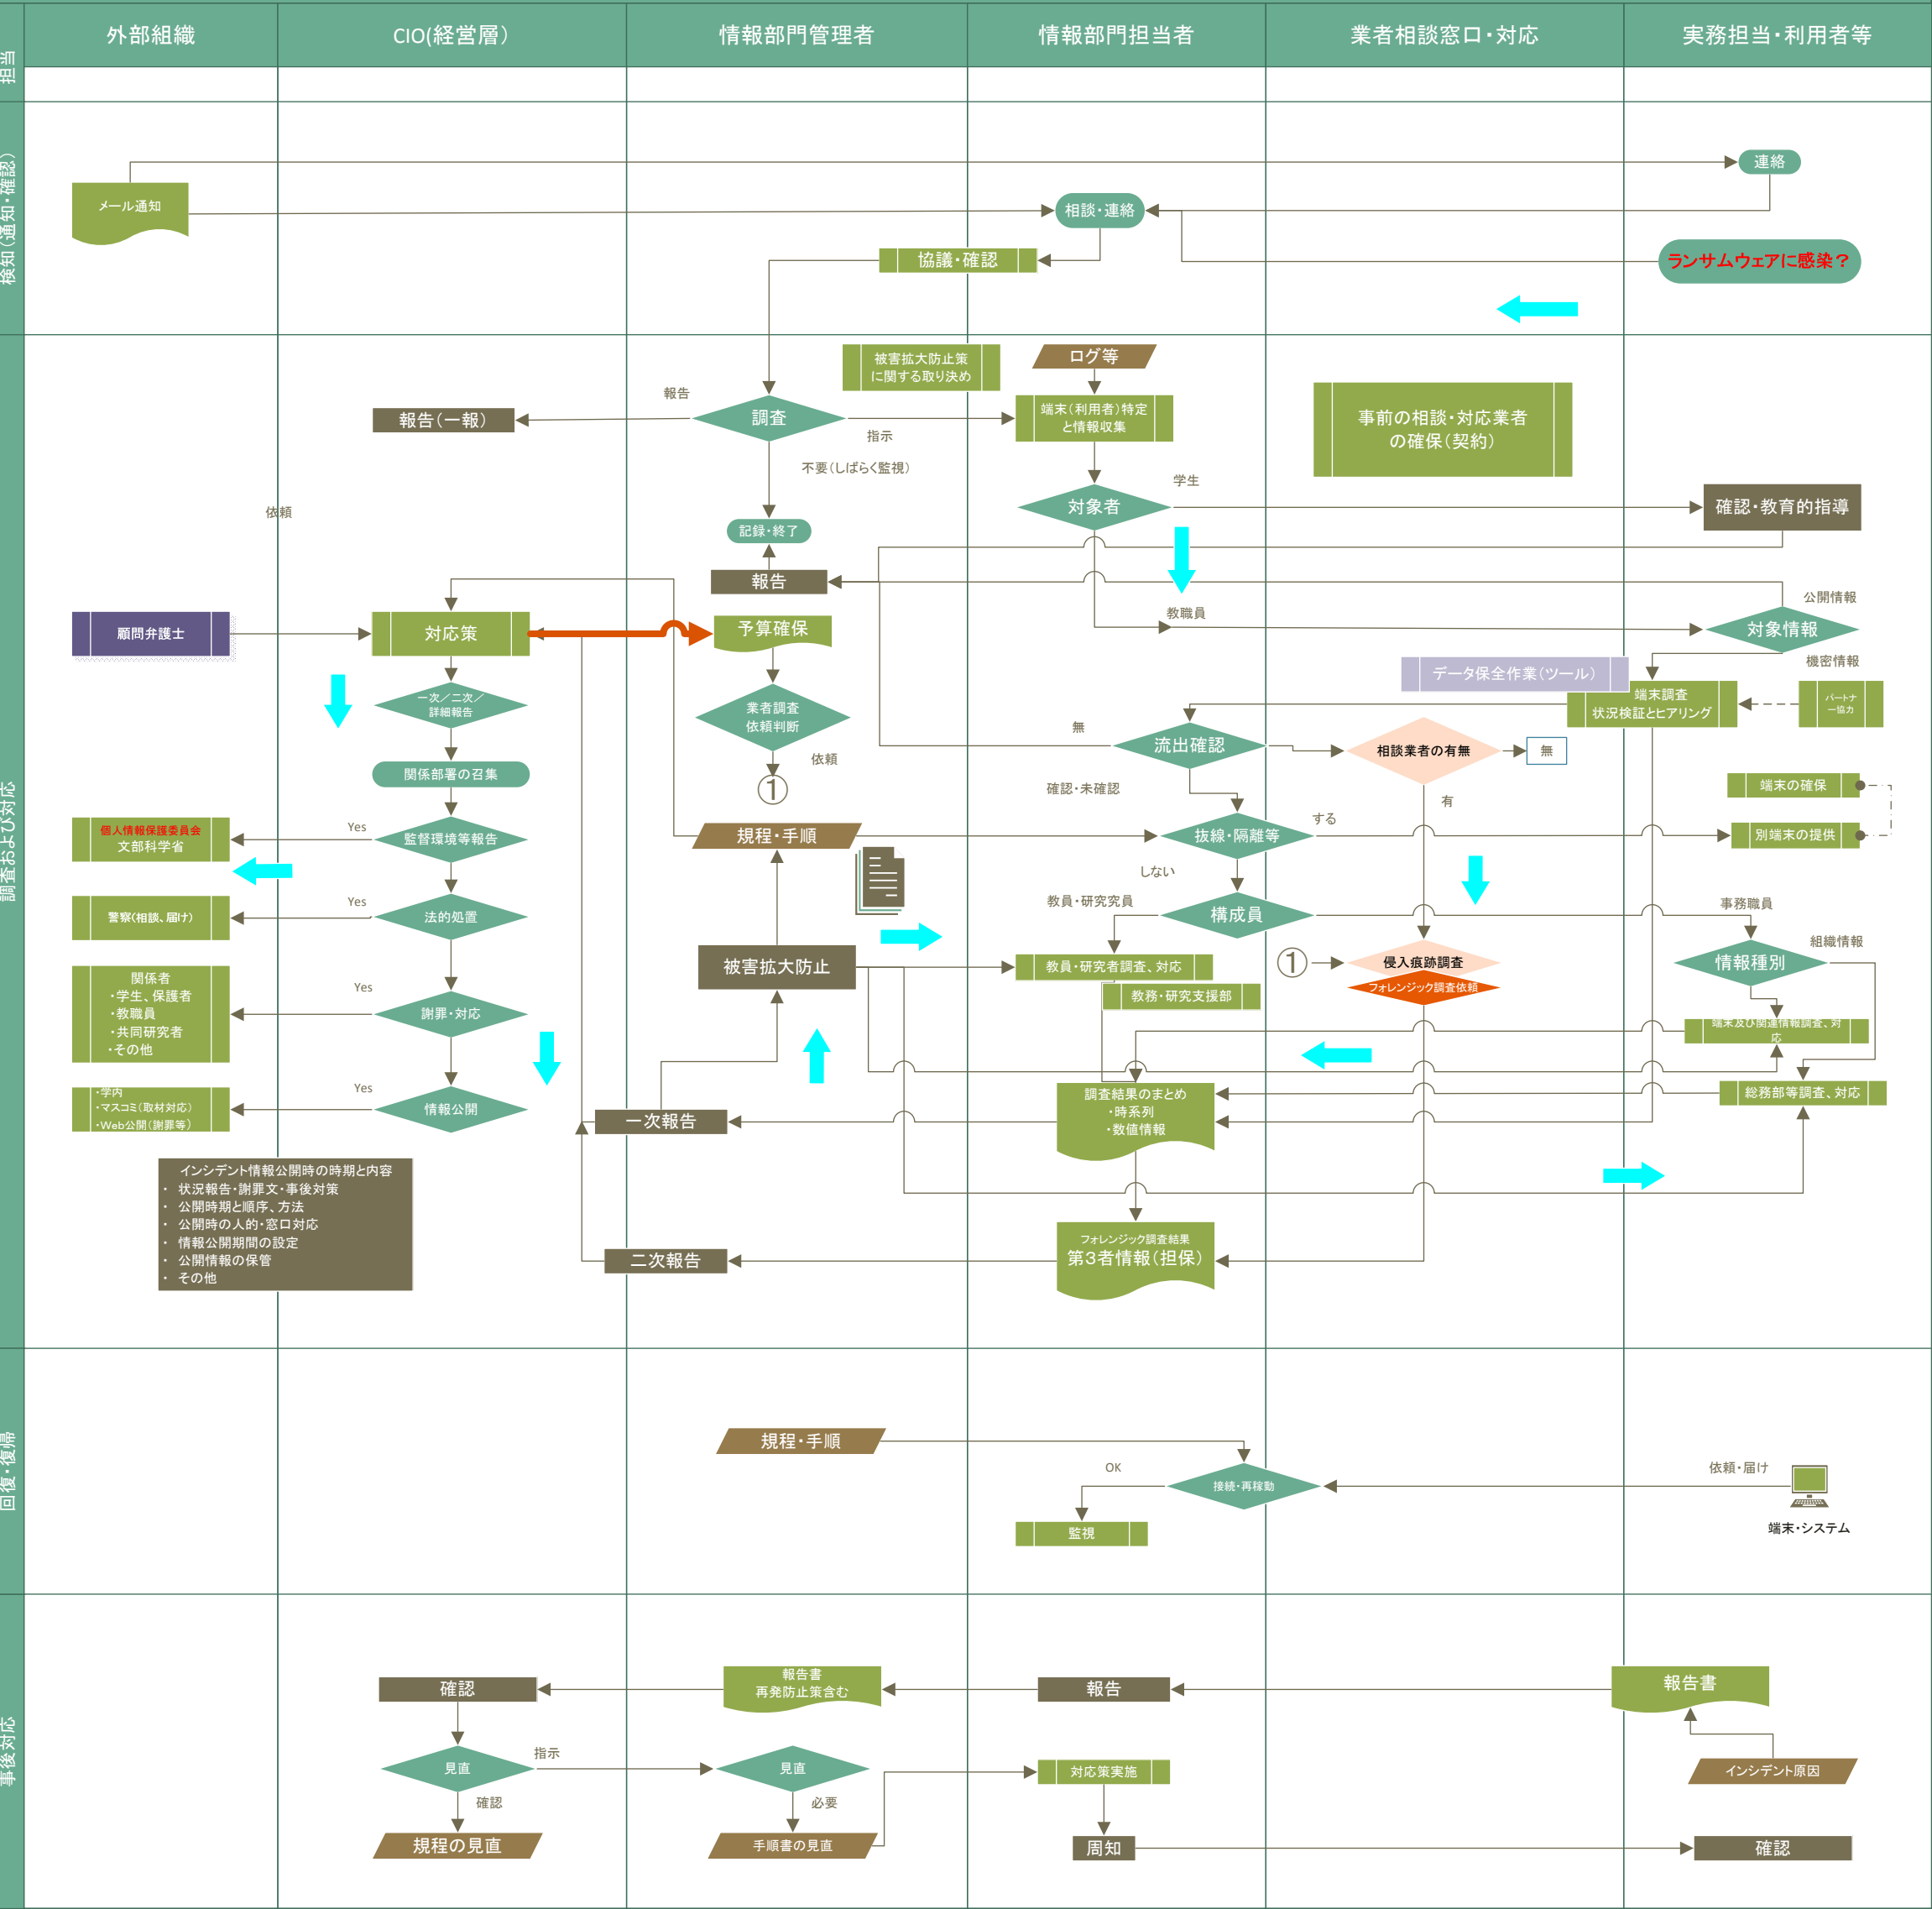 外部組織
CIO(経営層)
情報部門管理者
情報部門担当者
業者相談窓口・対応
実務担当・利用者等
担当
検知(通知・確認)
メール通知
連絡
相談・連絡
協議・確認
ランサムウェアに感染?
調査および対応
被害拡大防止策
に関する取り決め
ログ等
報告
報告(一報)
調査
指示
端末(利用者)特定
と情報収集
事前の相談・対応業者
の確保(契約)
不要(しばらく監視)
学生
対象者
確認・教育的指導
依頼
記録・終了
報告
教職員
公開情報
顧問弁護士
対応策
予算確保
対象情報
機密情報
データ保全作業(ツール)
端末調査
状況検証とヒアリング
パートナ
ー協力
一次/二次/
詳細報告
業者調査
依頼判断
無
流出確認
相談業者の有無
無
依頼
①
関係部署の召集
確認・未確認
有
端末の確保
個人情報保護委員会
文部科学省
Yes
監督環境等報告
規程・手順
抜線・隔離等
する
別端末の提供
しない
警察(相談、届け)
Yes
法的処置
教員・研究究員
構成員
事務職員
組織情報
被害拡大防止
教員・研究者調査、対応
①
侵入痕跡調査
フォレンジック調査依頼
情報種別
関係者
・学生、保護者
・教職員
・共同研究者
・その他
Yes
謝罪・対応
教務・研究支援部
端末及び関連情報調査、対
応
・学内
・マスコミ(取材対応)
・Web公開(謝罪等)
Yes
情報公開
一次報告
調査結果のまとめ
・時系列
・数値情報
総務部等調査、対応
インシデント情報公開時の時期と内容
・ 状況報告・謝罪文・事後対策
・ 公開時期と順序、方法
・ 公開時の人的・窓口対応
・ 情報公開期間の設定
・ 公開情報の保管
・ その他
二次報告
フォレンジック調査結果
第3者情報(担保)
回復・復帰
規程・手順
OK
接続・再稼動
依頼・届け
監視
端末・システム
事後対応
確認
報告書
再発防止策含む
報告
報告書
見直
指示
見直
対応策実施
インシデント原因
確認
必要
規程の見直
手順書の見直
周知
確認